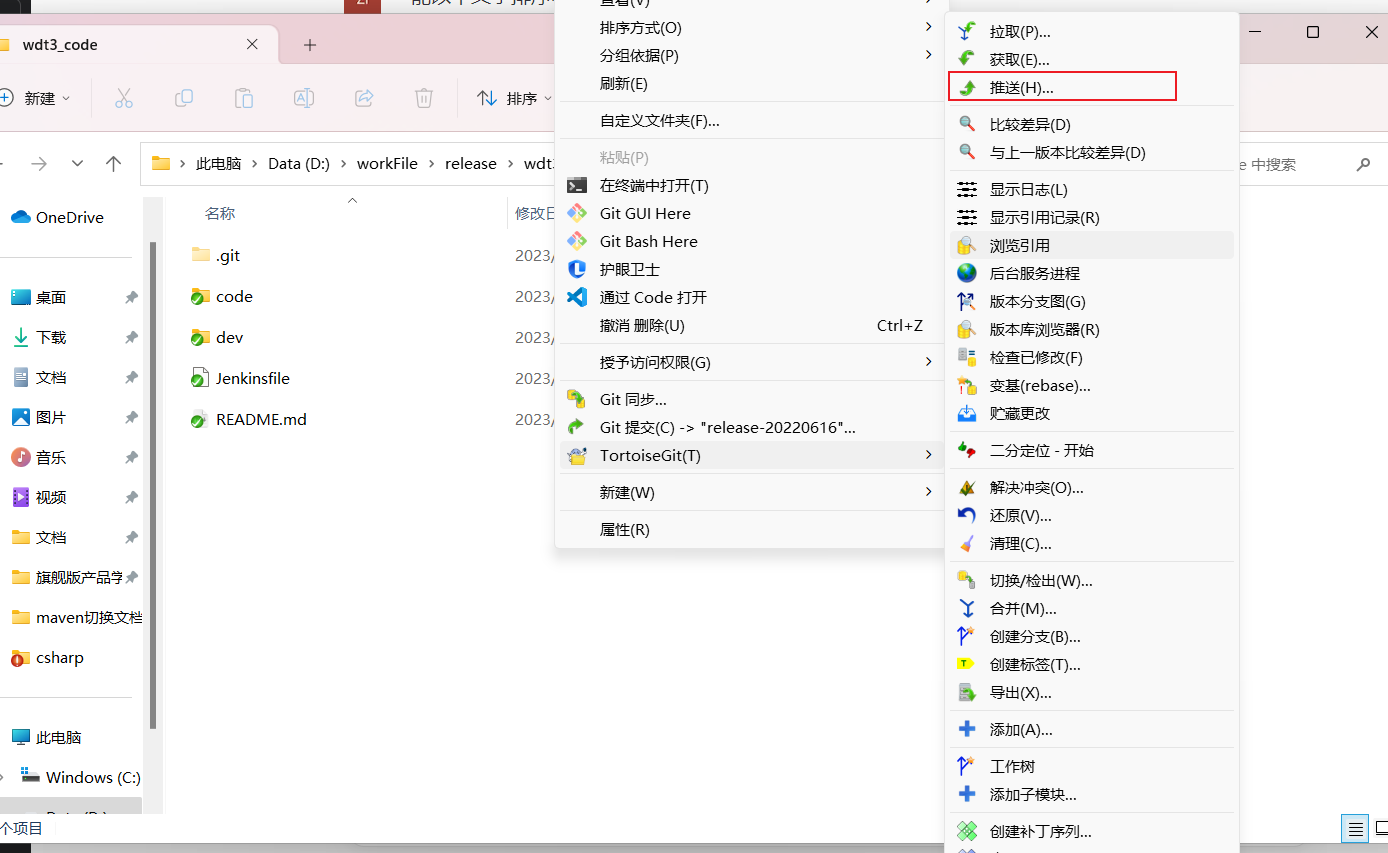 wdt3_code
新建
排序
此电脑
Data (D:)
workFile
release
中搜索
名称
OneDrive
桌面
下载
文档
图片
音乐
视频
文档
maven切换文档
csharp
此电脑
Windows (C:)
个项目
.git
code
dev
Jenkinsfile
README.md
2023/
2023/
2023/
2023/
2023/
排序方式(O)
分组依据(P)
刷新(E)
自定义文件夹(F)...
粘贴(P)
在终端中打开(T)
Git GUI Here
Git Bash Here
护眼卫士
通过 Code 打开
撤消 删除(U) Ctrl+Z
授予访问权限(G)
Git 同步...
Git 提交(C) -> "release-20220616"...
TortoiseGit(T)
新建(W)
属性(R)
拉取(P)...
获取(E)...
推送(H)...
比较差异(D)
与上一版本比较差异(D)
显示日志(L)
显示引用记录(R)
浏览引用
后台服务进程
版本分支图(G)
版本库浏览器(R)
检查已修改(F)
变基(rebase)...
贮藏更改
二分定位 - 开始
解决冲突(O)...
还原(V)...
清理(C)...
切换/检出(W)...
合并(M)...
创建分支(B)...
创建标签(T)...
导出(X)...
添加(A)...
工作树
添加子模块...
创建补丁序列...